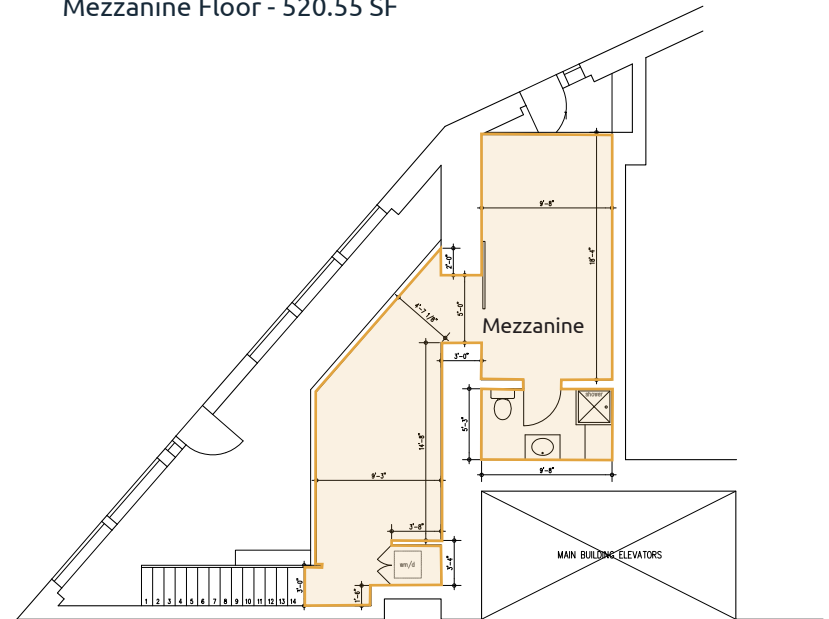 Mezzanine Floor - 520.55 SF
9'-8"
18'-4"
2'-0"
5'-0"
4'-7 1/8"
Mezzanine
3'-0"
shower
5'-3"
14'-8"
9'-8"
9'-3"
3'-8"
MAIN BUILDING ELEVATORS
wm/d
3'-4"
3'-0"
1'-6"
1 2 3 4 5 6 7 8 9 10 11 12 13 14